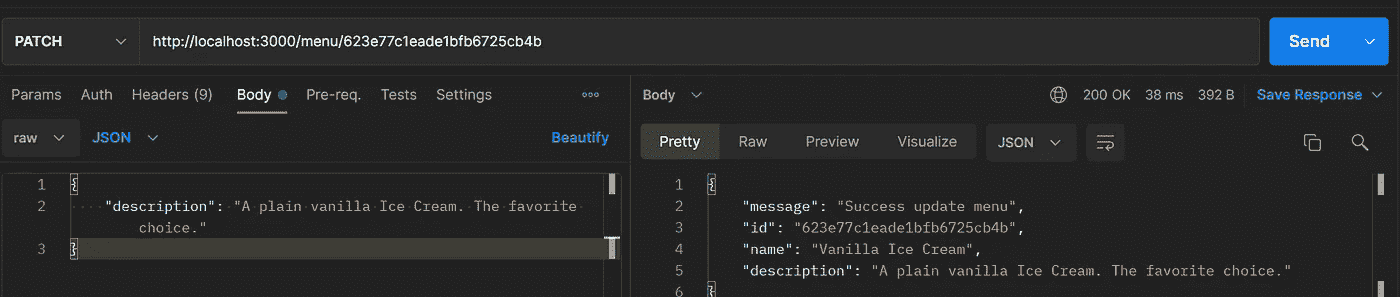 PATCH http://localhost:3000/menu/623e77c1eade1bfb6725cb4b Send
Params Auth Headers (9) Body Pre-req. Tests Settings
raw JSON Beautify
1 {
2 "description": "A plain vanilla Ice Cream. The favorite
choice."
3 }
Body 200 OK 38 ms 392 B Save Response
Pretty Raw Preview Visualize JSON
1 {
2 "message": "Success update menu",
3 "id": "623e77c1eade1bfb6725cb4b",
4 "name": "Vanilla Ice Cream",
5 "description": "A plain vanilla Ice Cream. The favorite choice."
6 }